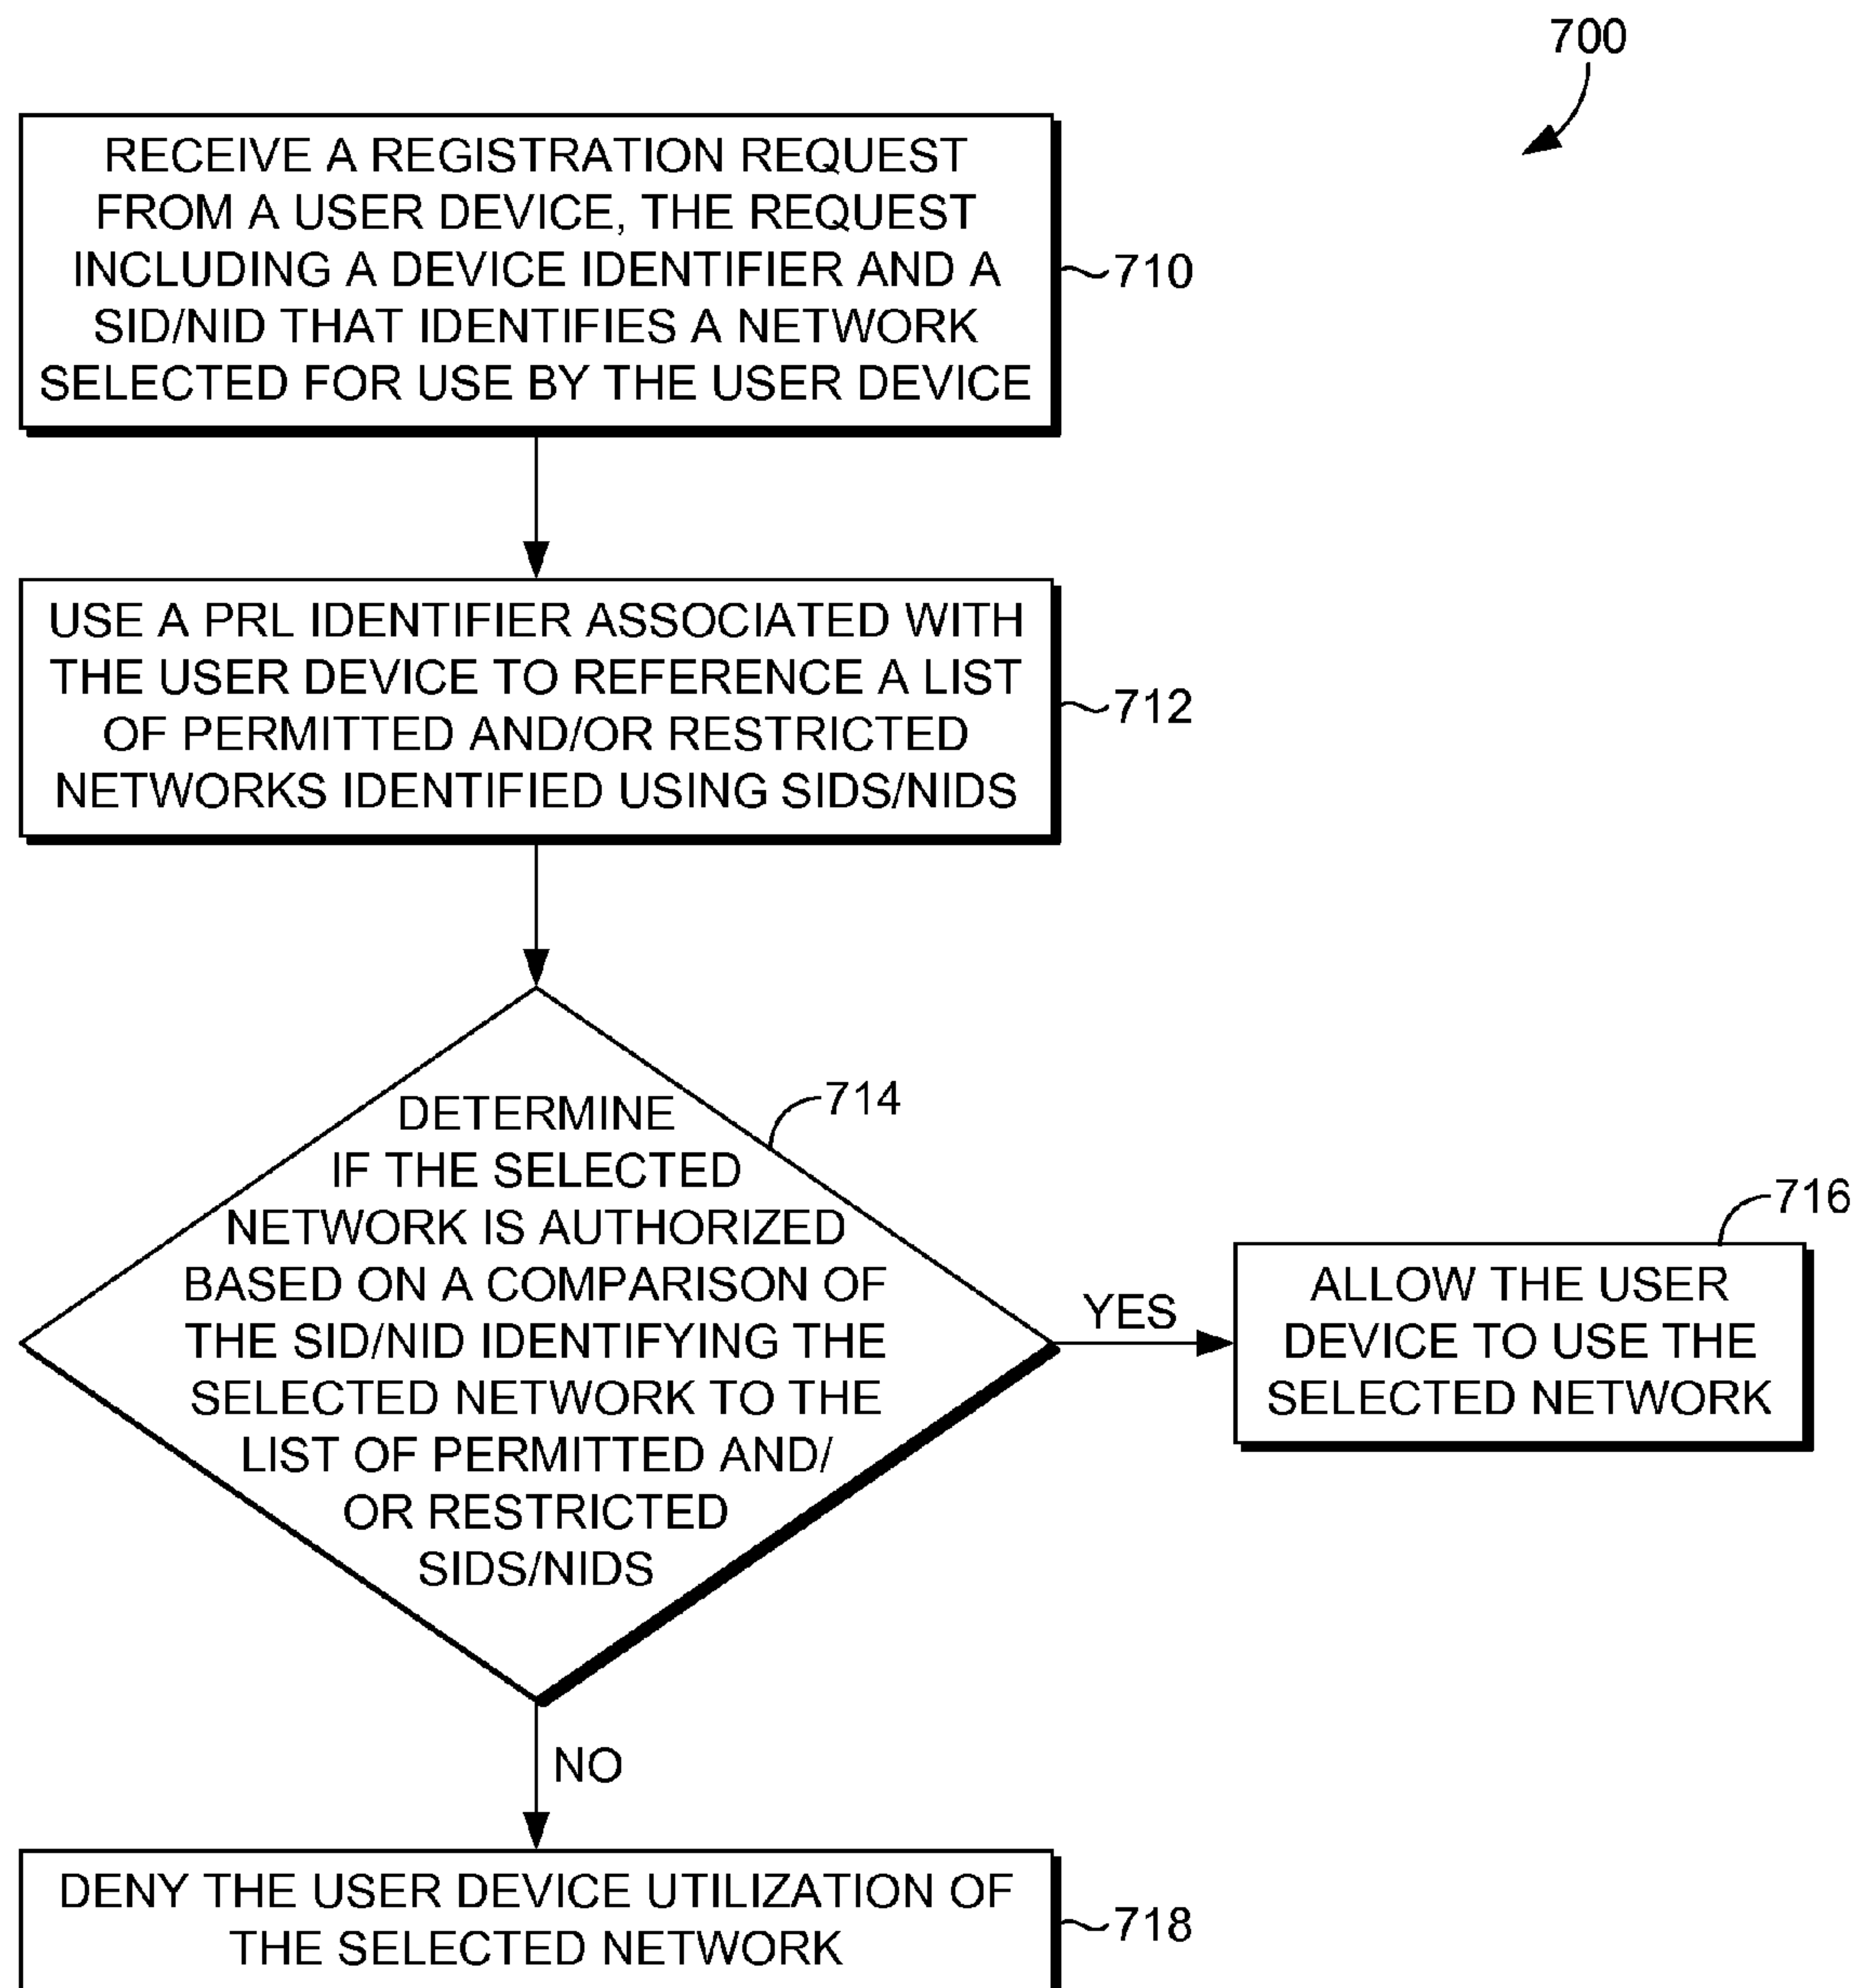 700
RECEIVE A REGISTRATION REQUEST
FROM A USER DEVICE, THE REQUEST
INCLUDING A DEVICE IDENTIFIER AND A
SID/NID THAT IDENTIFIES A NETWORK
SELECTED FOR USE BY THE USER DEVICE
710
USE A PRL IDENTIFIER ASSOCIATED WITH
THE USER DEVICE TO REFERENCE A LIST
OF PERMITTED AND/OR RESTRICTED
NETWORKS IDENTIFIED USING SIDS/NIDS
712
DETERMINE
IF THE SELECTED
NETWORK IS AUTHORIZED
BASED ON A COMPARISON OF
THE SID/NID IDENTIFYING THE
SELECTED NETWORK TO THE
LIST OF PERMITTED AND/
OR RESTRICTED
SIDS/NIDS
714
YES
716
ALLOW THE USER
DEVICE TO USE THE
SELECTED NETWORK
NO
DENY THE USER DEVICE UTILIZATION OF
THE SELECTED NETWORK
718